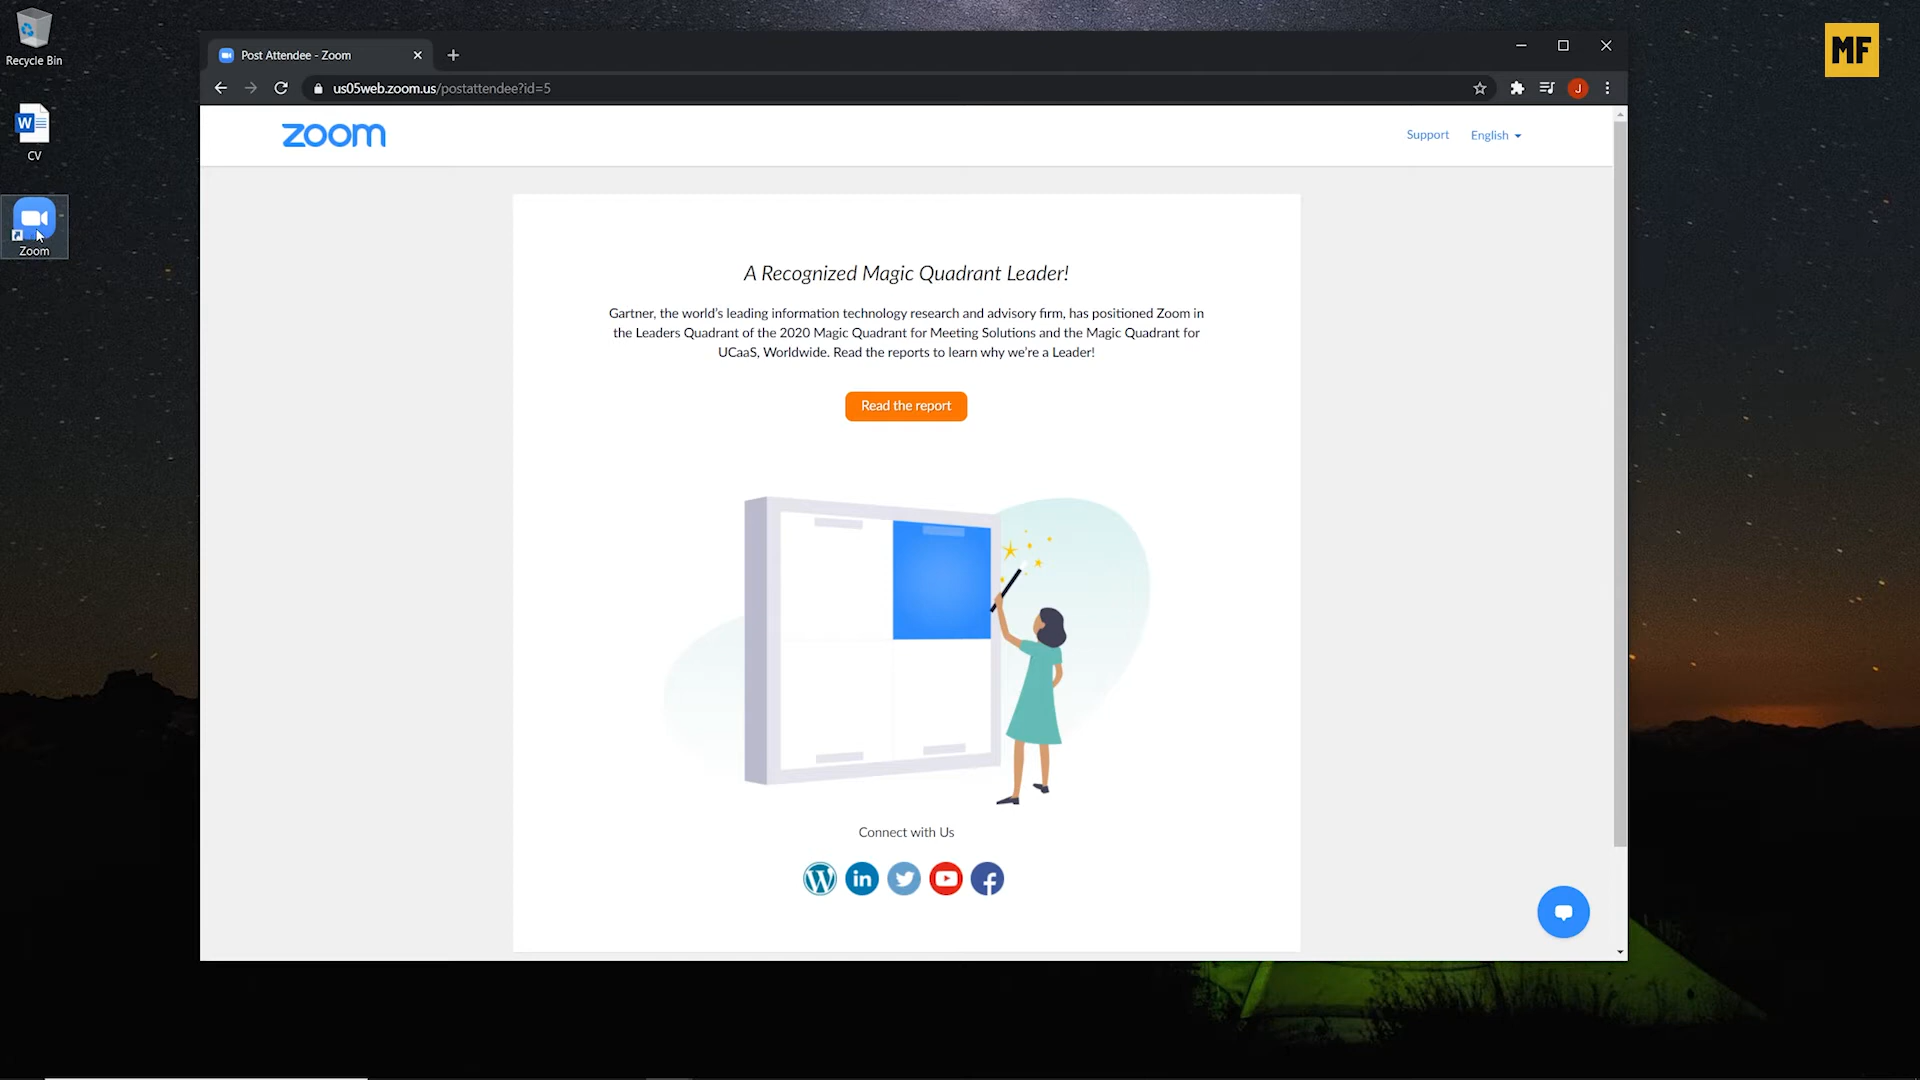 Recycle Bin
CV
Zoom
Post Attendee - Zoom
us05web.zoom.us/postattendee?id=5
J
MF
zoom
Support
English
A Recognized Magic Quadrant Leader!
Gartner, the world's leading information technology research and advisory firm, has positioned Zoom in
the Leaders Quadrant of the 2020 Magic Quadrant for Meeting Solutions and the Magic Quadrant for
UCaaS, Worldwide. Read the reports to learn why we're a Leader!
Read the report
Connect with Us